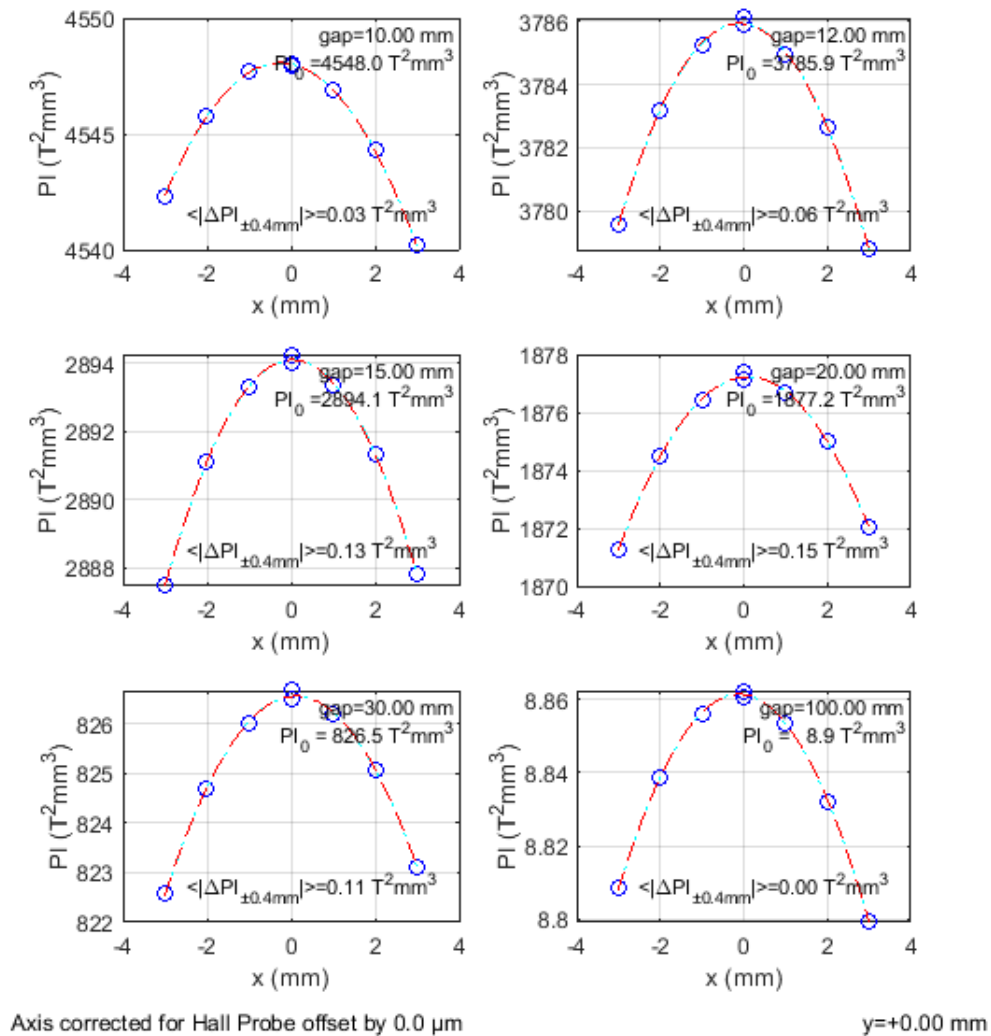 gap=10.00 mm
PI0 =4548.0 T²mm³
<|ΔPI±0.4mm|>=0.03 T²mm³
PI (T²mm³)
4550
4545
4540
-4 -2 0 2 4
x (mm)
gap=12.00 mm
PI0 =3785.9 T²mm³
<|ΔPI±0.4mm|>=0.06 T²mm³
PI (T²mm³)
3786
3784
3782
3780
-4 -2 0 2 4
x (mm)
gap=15.00 mm
PI0 =2894.1 T²mm³
<|ΔPI±0.4mm|>=0.13 T²mm³
PI (T²mm³)
2894
2892
2890
2888
-4 -2 0 2 4
x (mm)
gap=20.00 mm
PI0 =1877.2 T²mm³
<|ΔPI±0.4mm|>=0.15 T²mm³
PI (T²mm³)
1878
1876
1874
1872
1870
-4 -2 0 2 4
x (mm)
gap=30.00 mm
PI0 = 826.5 T²mm³
<|ΔPI±0.4mm|>=0.11 T²mm³
PI (T²mm³)
826
825
824
823
822
-4 -2 0 2 4
x (mm)
gap=100.00 mm
PI0 = 8.9 T²mm³
<|ΔPI±0.4mm|>=0.00 T²mm³
PI (T²mm³)
8.86
8.84
8.82
8.8
-4 -2 0 2 4
x (mm)
Axis corrected for Hall Probe offset by 0.0 μm
y=+0.00 mm